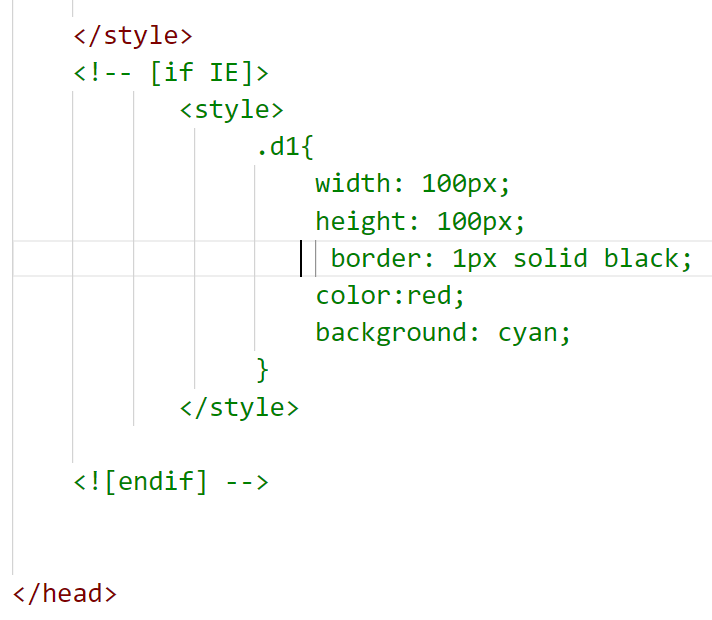 </style>
<!-- [if IE]>
<style>
.d1{
width: 100px;
height: 100px;
border: 1px solid black;
color:red;
background: cyan;
}
</style>
<![endif] -->
</head>